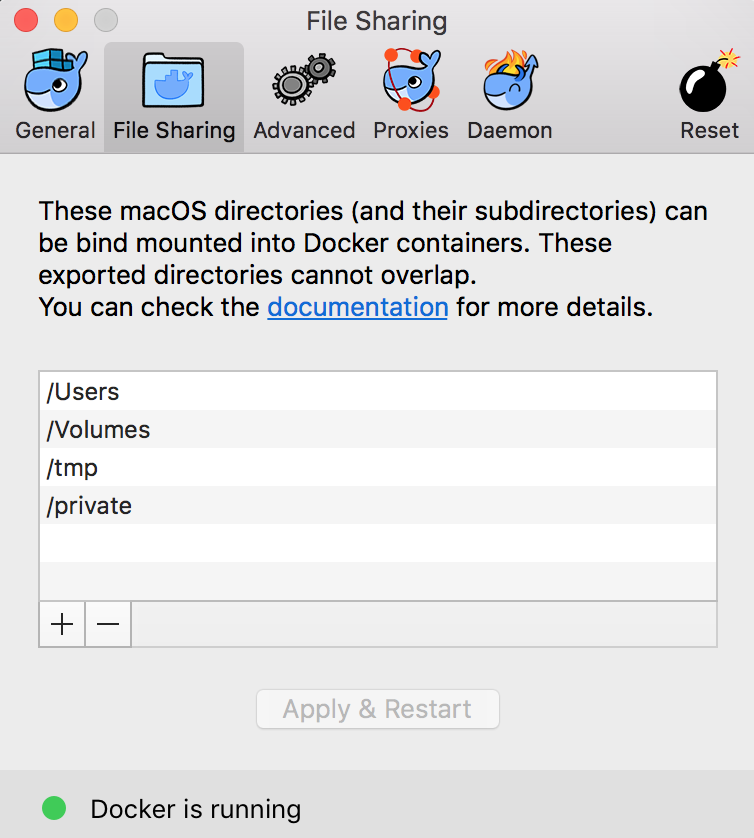 File Sharing
General
File Sharing
Advanced
Proxies
Daemon
Reset
These macOS directories (and their subdirectories) can
be bind mounted into Docker containers. These
exported directories cannot overlap.
You can check the documentation for more details.
/Users
/Volumes
/tmp
/private
Apply & Restart
Docker is running